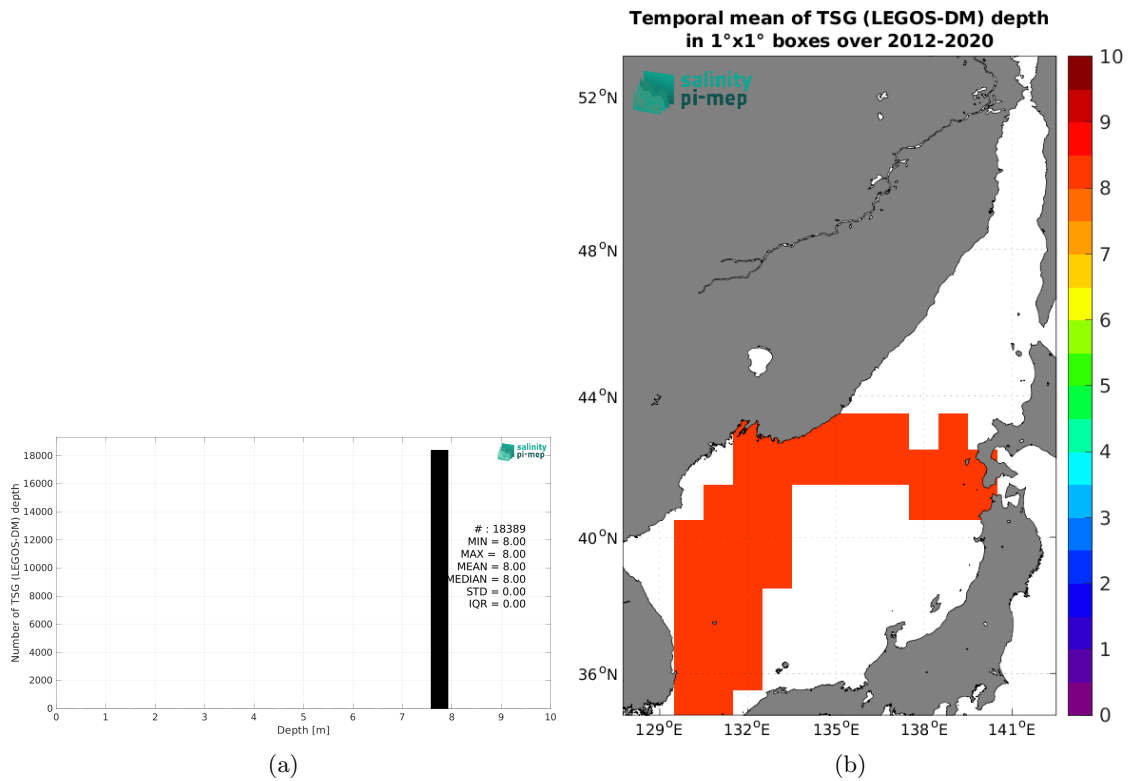 Temporal mean of TSG (LEGOS-DM) depth
in 1°x1° boxes over 2012-2020
salinity
pi-mep
52°N
48°N
44°N
40°N
36°N
129°E 132°E 135°E 138°E 141°E
10
9
8
7
6
5
4
3
2
1
0
(b)
salinity
pi-mep
Number of TSG (LEGOS-DM) depth
18000
16000
14000
12000
10000
8000
6000
4000
2000
0
# : 18389
MIN = 8.00
MAX = 8.00
MEAN = 8.00
MEDIAN = 8.00
STD = 0.00
IQR = 0.00
0 1 2 3 4 5 6 7 8 9 10
Depth [m]
(a)